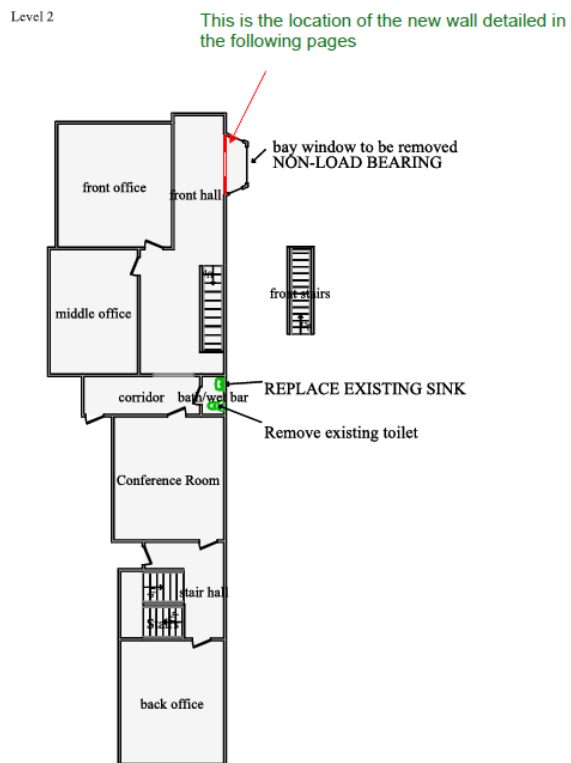 Level 2
This is the location of the new wall detailed in
the following pages
bay window to be removed
NON-LOAD BEARING
front office
front hall
front stairs
middle office
corridor
bath/wet bar
REPLACE EXISTING SINK
Remove existing toilet
Conference Room
stair hall
Stairs
back office